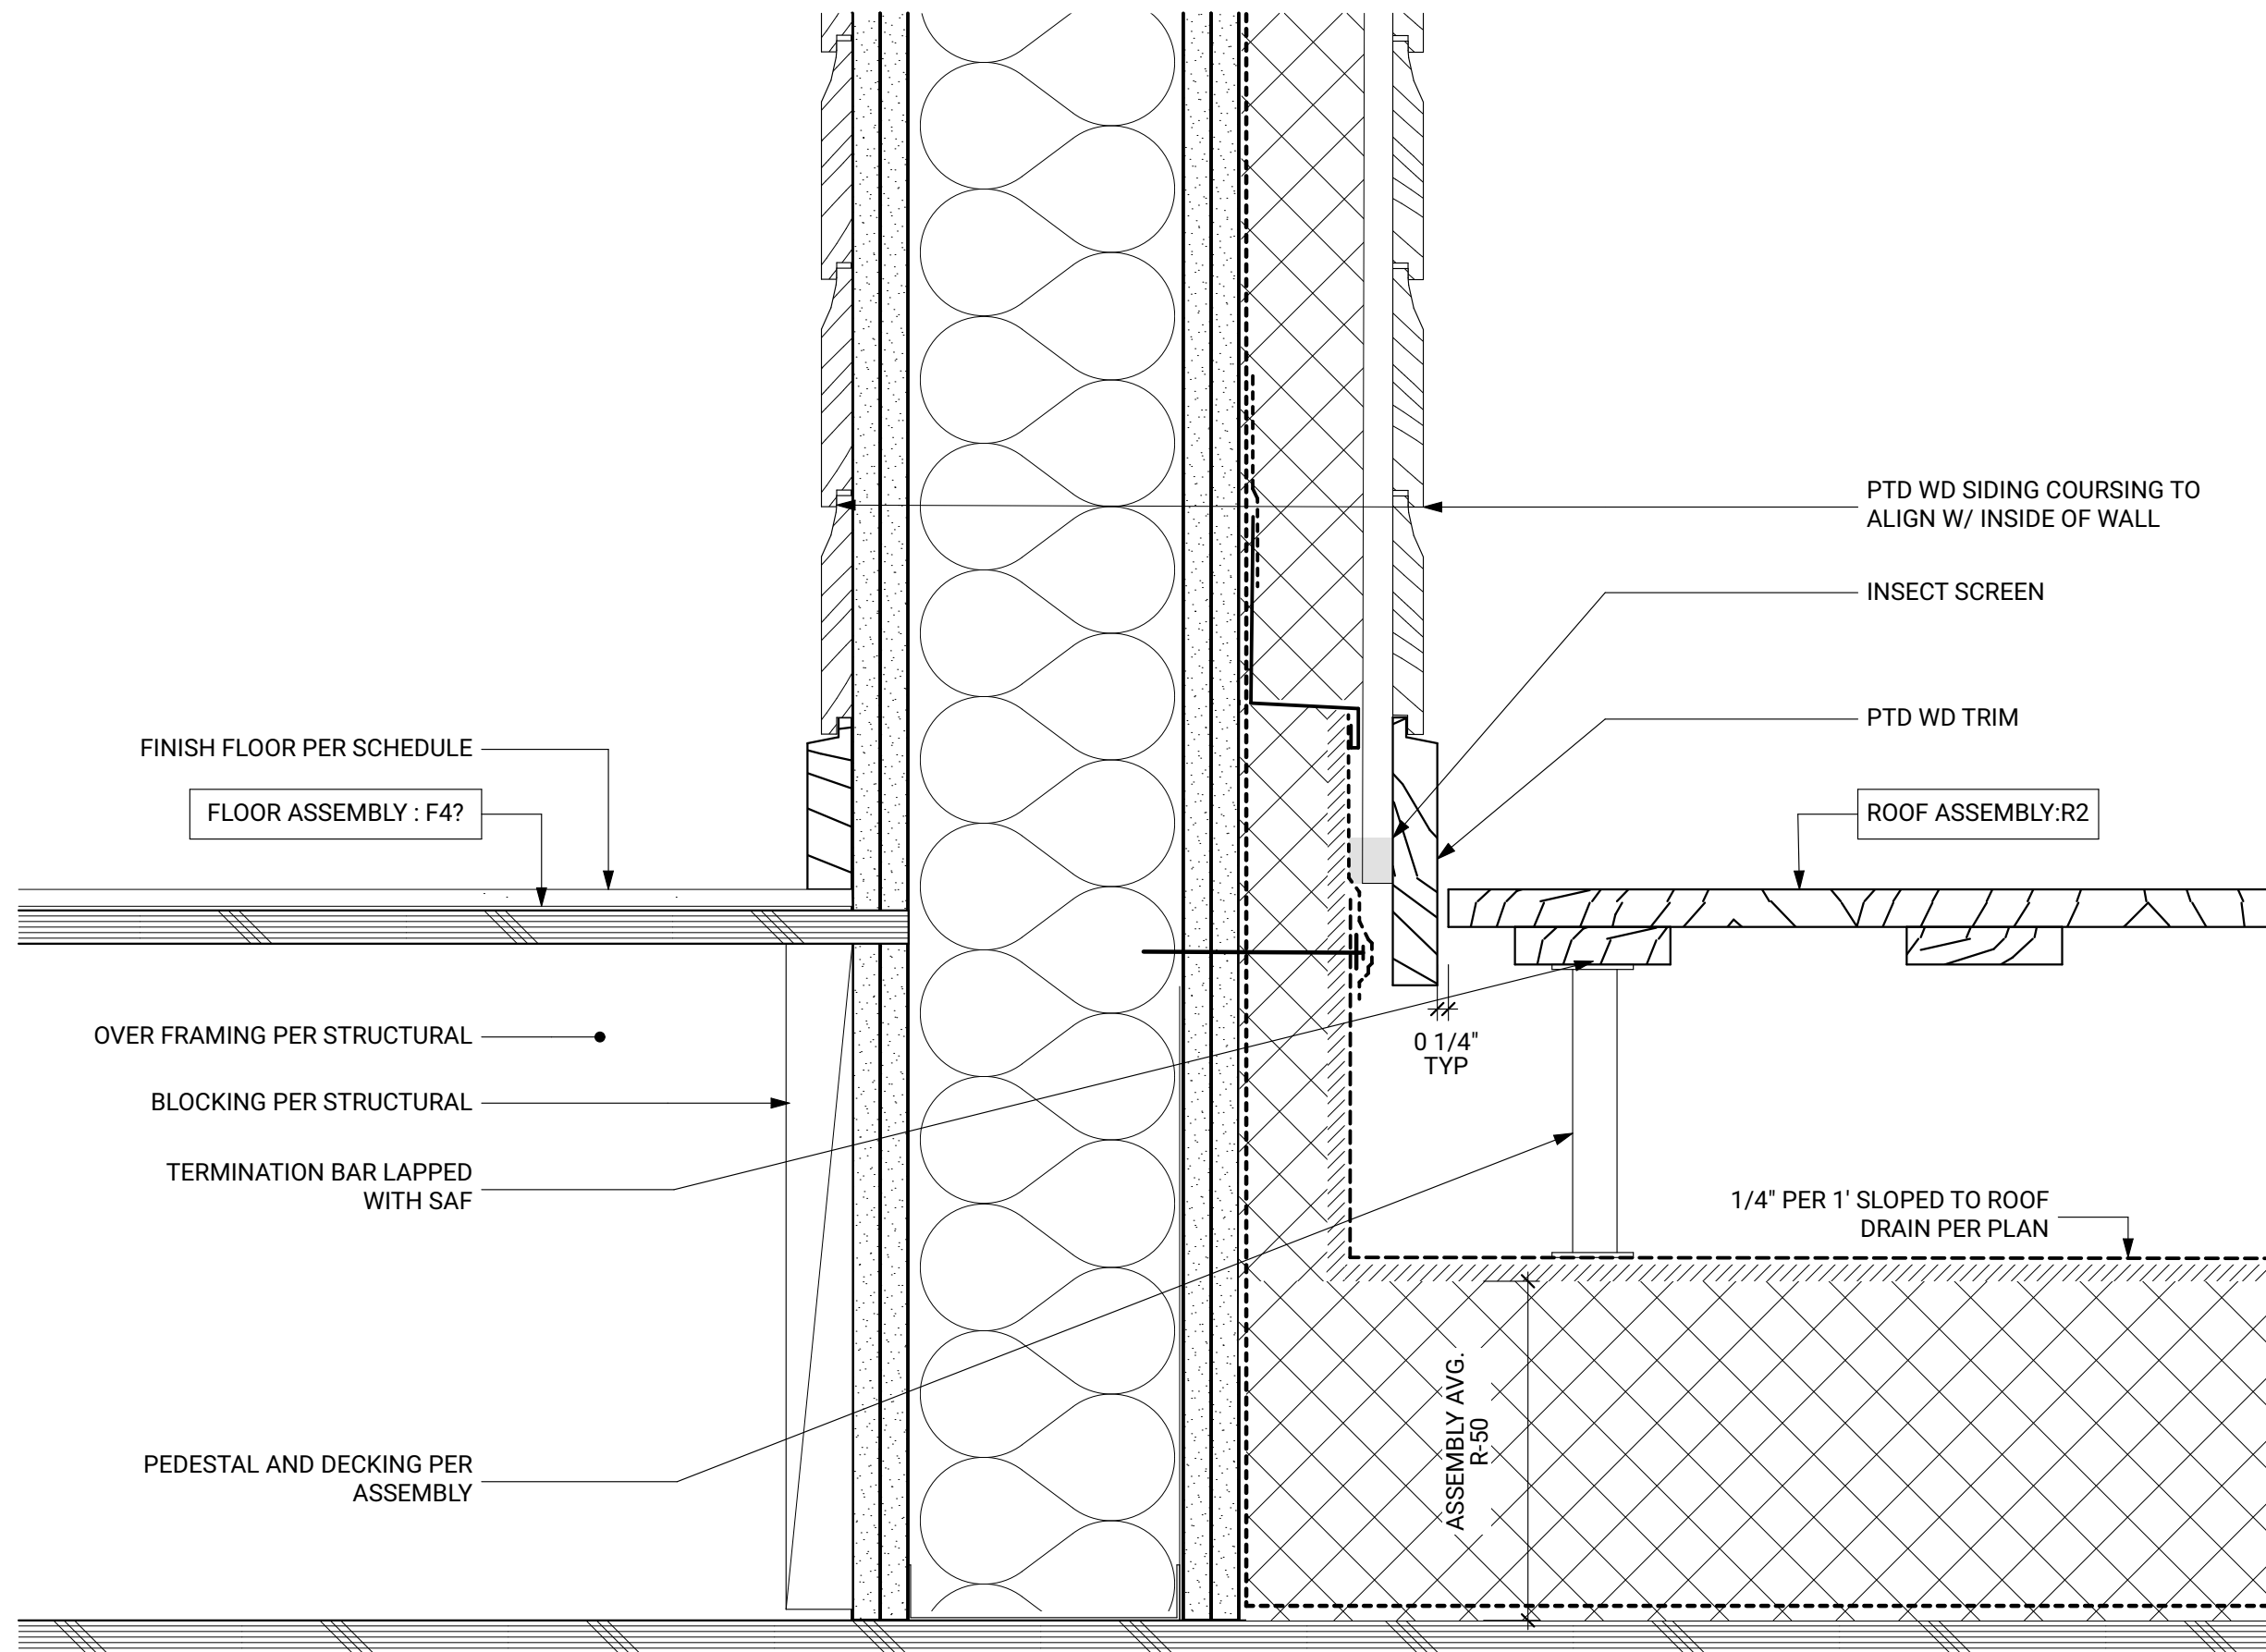 PTD WD SIDING COURSING TO
ALIGN W/ INSIDE OF WALL
INSECT SCREEN
PTD WD TRIM
FINISH FLOOR PER SCHEDULE
FLOOR ASSEMBLY : F4?
ROOF ASSEMBLY:R2
OVER FRAMING PER STRUCTURAL
0 1/4"
TYP
BLOCKING PER STRUCTURAL
TERMINATION BAR LAPPED
WITH SAF
1/4" PER 1' SLOPED TO ROOF
DRAIN PER PLAN
ASSEMBLY AVG.
R-50
PEDESTAL AND DECKING PER
ASSEMBLY